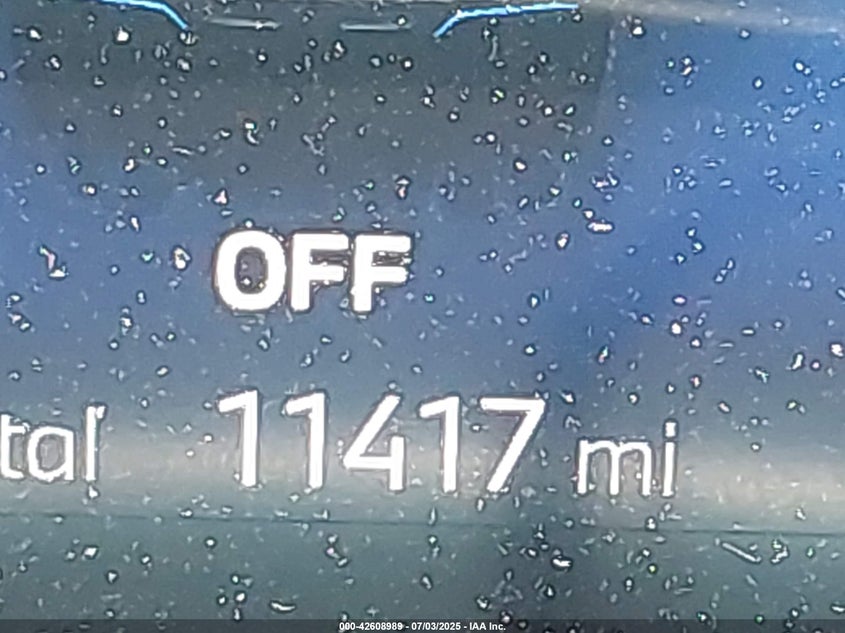 OFF
tal 11417 mi
000-42608989 - 07/03/2025 - IAA Inc.